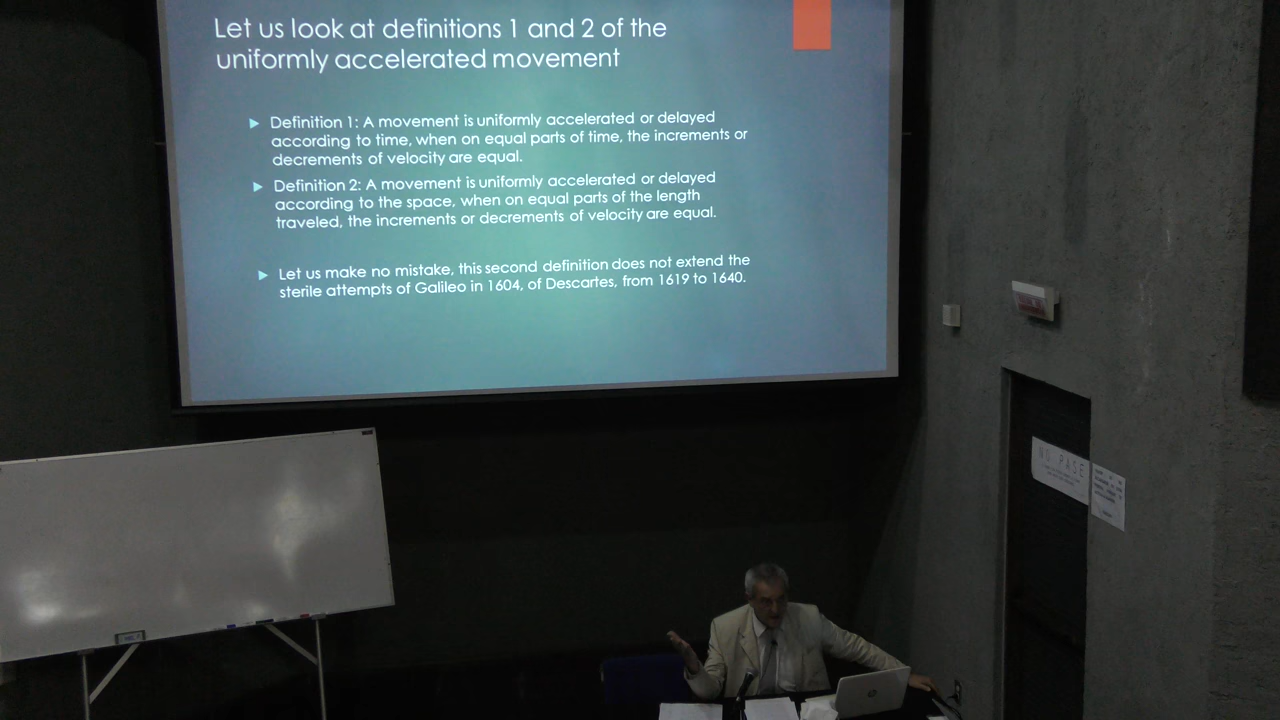 Let us look at definitions 1 and 2 of the
uniformly accelerated movement
Definition 1: A movement is uniformly accelerated or delayed
according to time, when on equal parts of time, the increments or
decrements of velocity are equal.
Definition 2: A movement is uniformly accelerated or delayed
according to the space, when on equal parts of the length
traveled, the increments or decrements of velocity are equal.
Let us make no mistake, this second definition does not extend the
sterile attempts of Galileo in 1604, of Descartes, from 1619 to 1640.
NO PASE
hp